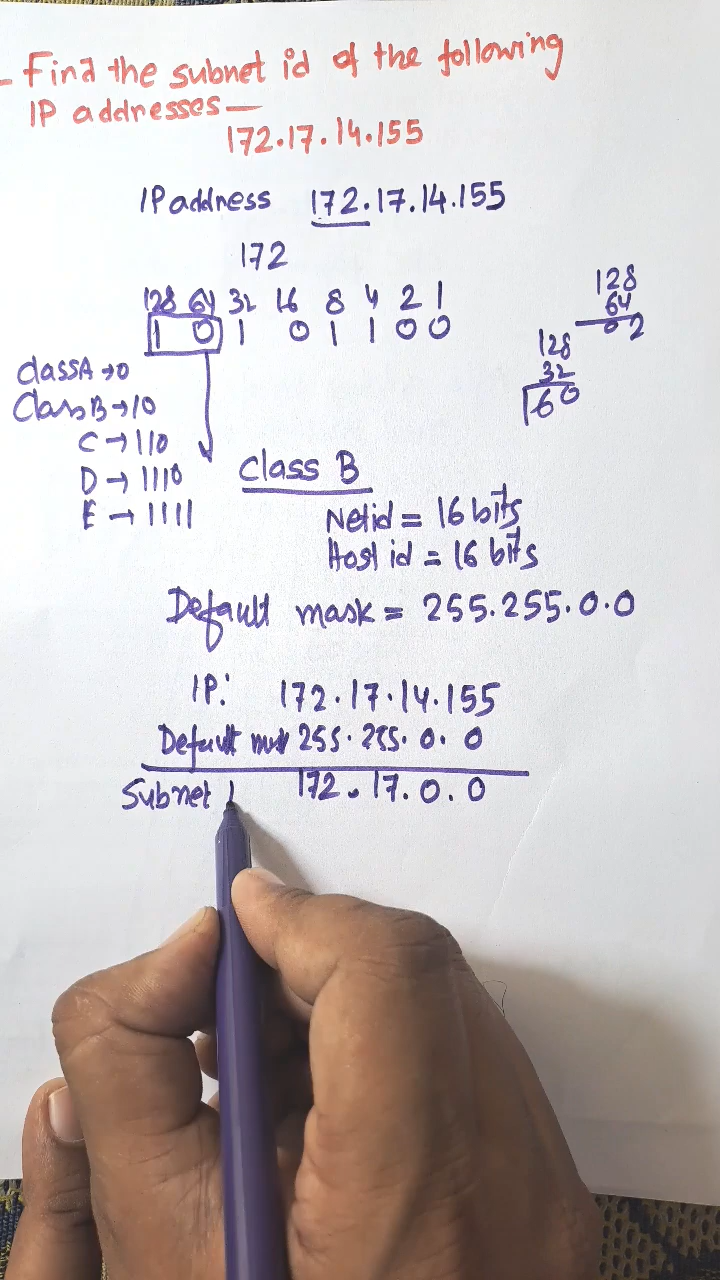 - Find the subnet id of the following
IP addresses—
172.17.14.155
IP address 172.17.14.155
172
128 64 32 16 8 4 2 1
1 0 1 0 1 1 0 0
128
64
02
128
32
160
class A → 0
Class B → 10
C → 110
D → 1110
E → 1111
Class B
Netid = 16 bits
Host id = 16 bits
Default mask = 255.255.0.0
IP: 172.17.14.155
Default mask 255.255.0.0
Subnet I 172.17.0.0